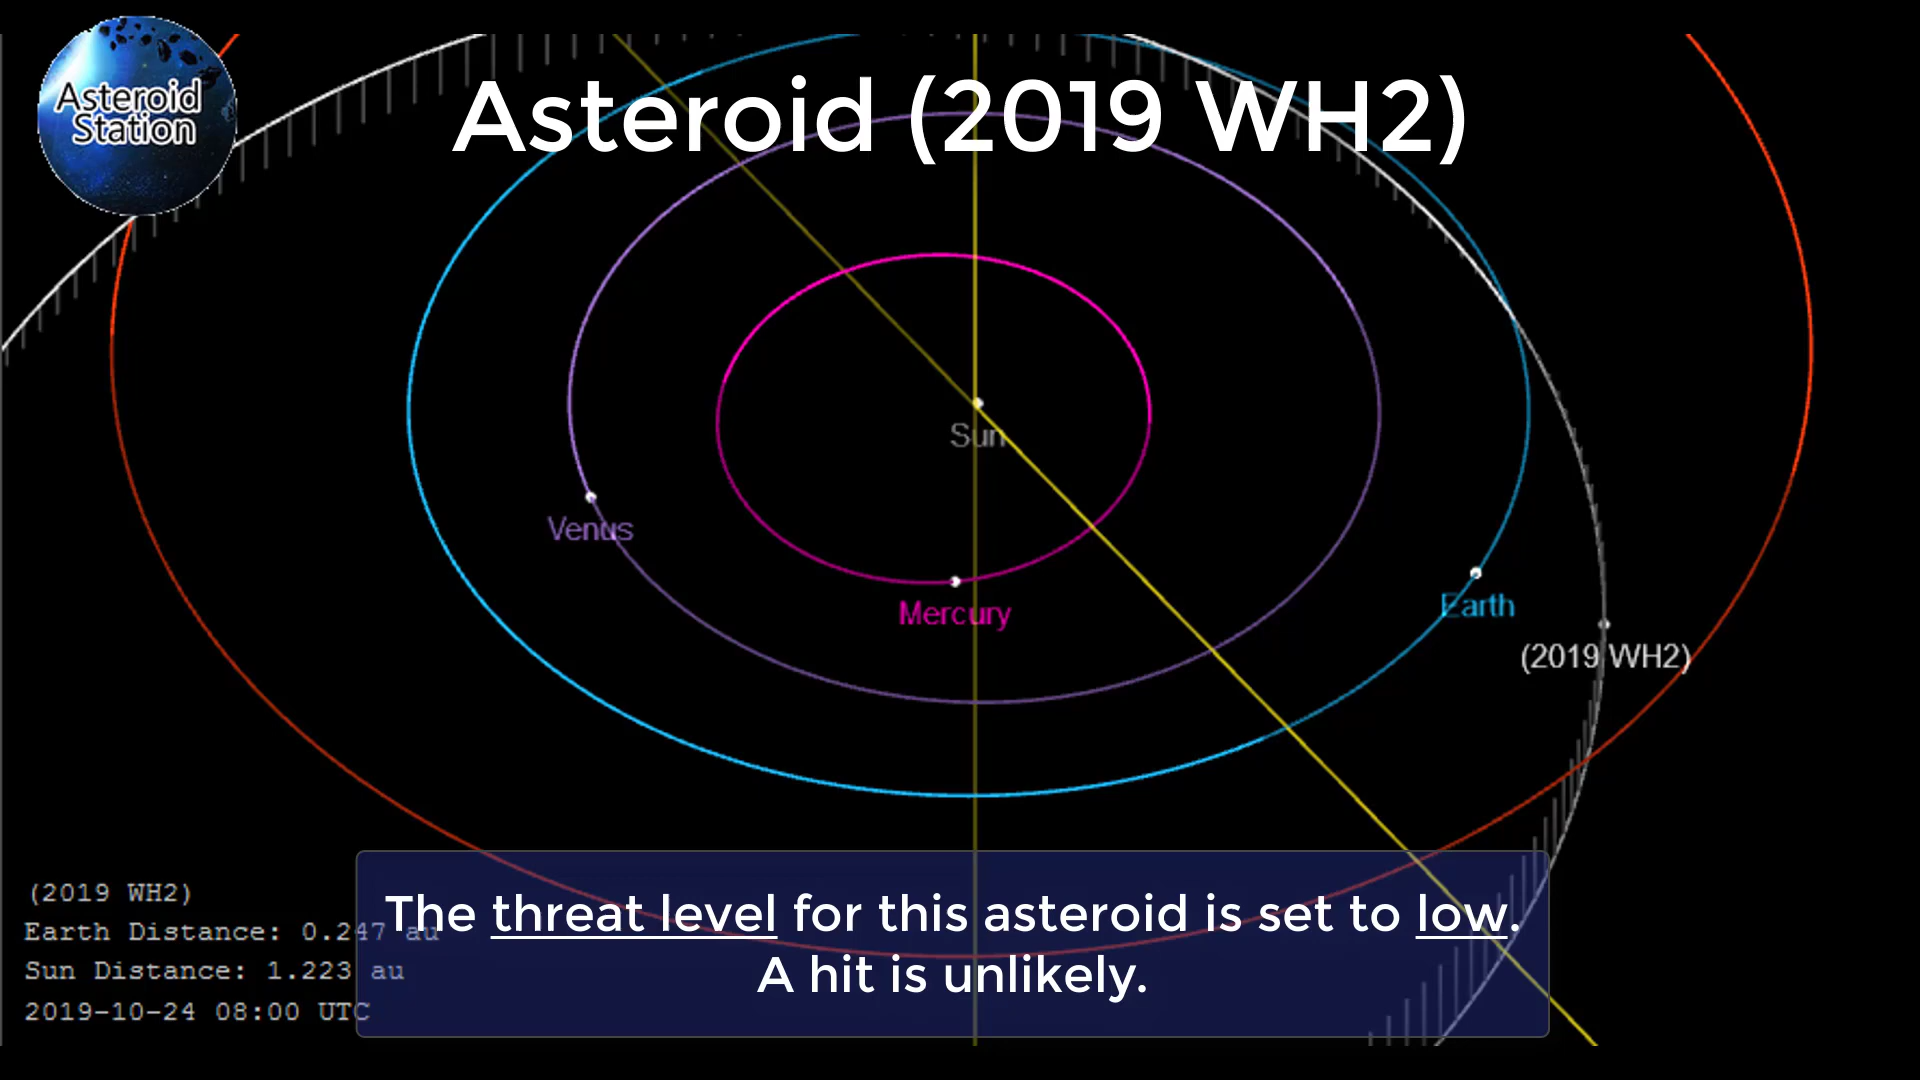 Asteroid
Station
Asteroid (2019 WH2)
Sun
Venus
Mercury
Earth
(2019 WH2)
(2019 WH2)
Earth Distance: 0.247 au
Sun Distance: 1.223 au
2019-10-24 08:00 UTC
The threat level for this asteroid is set to low.
A hit is unlikely.